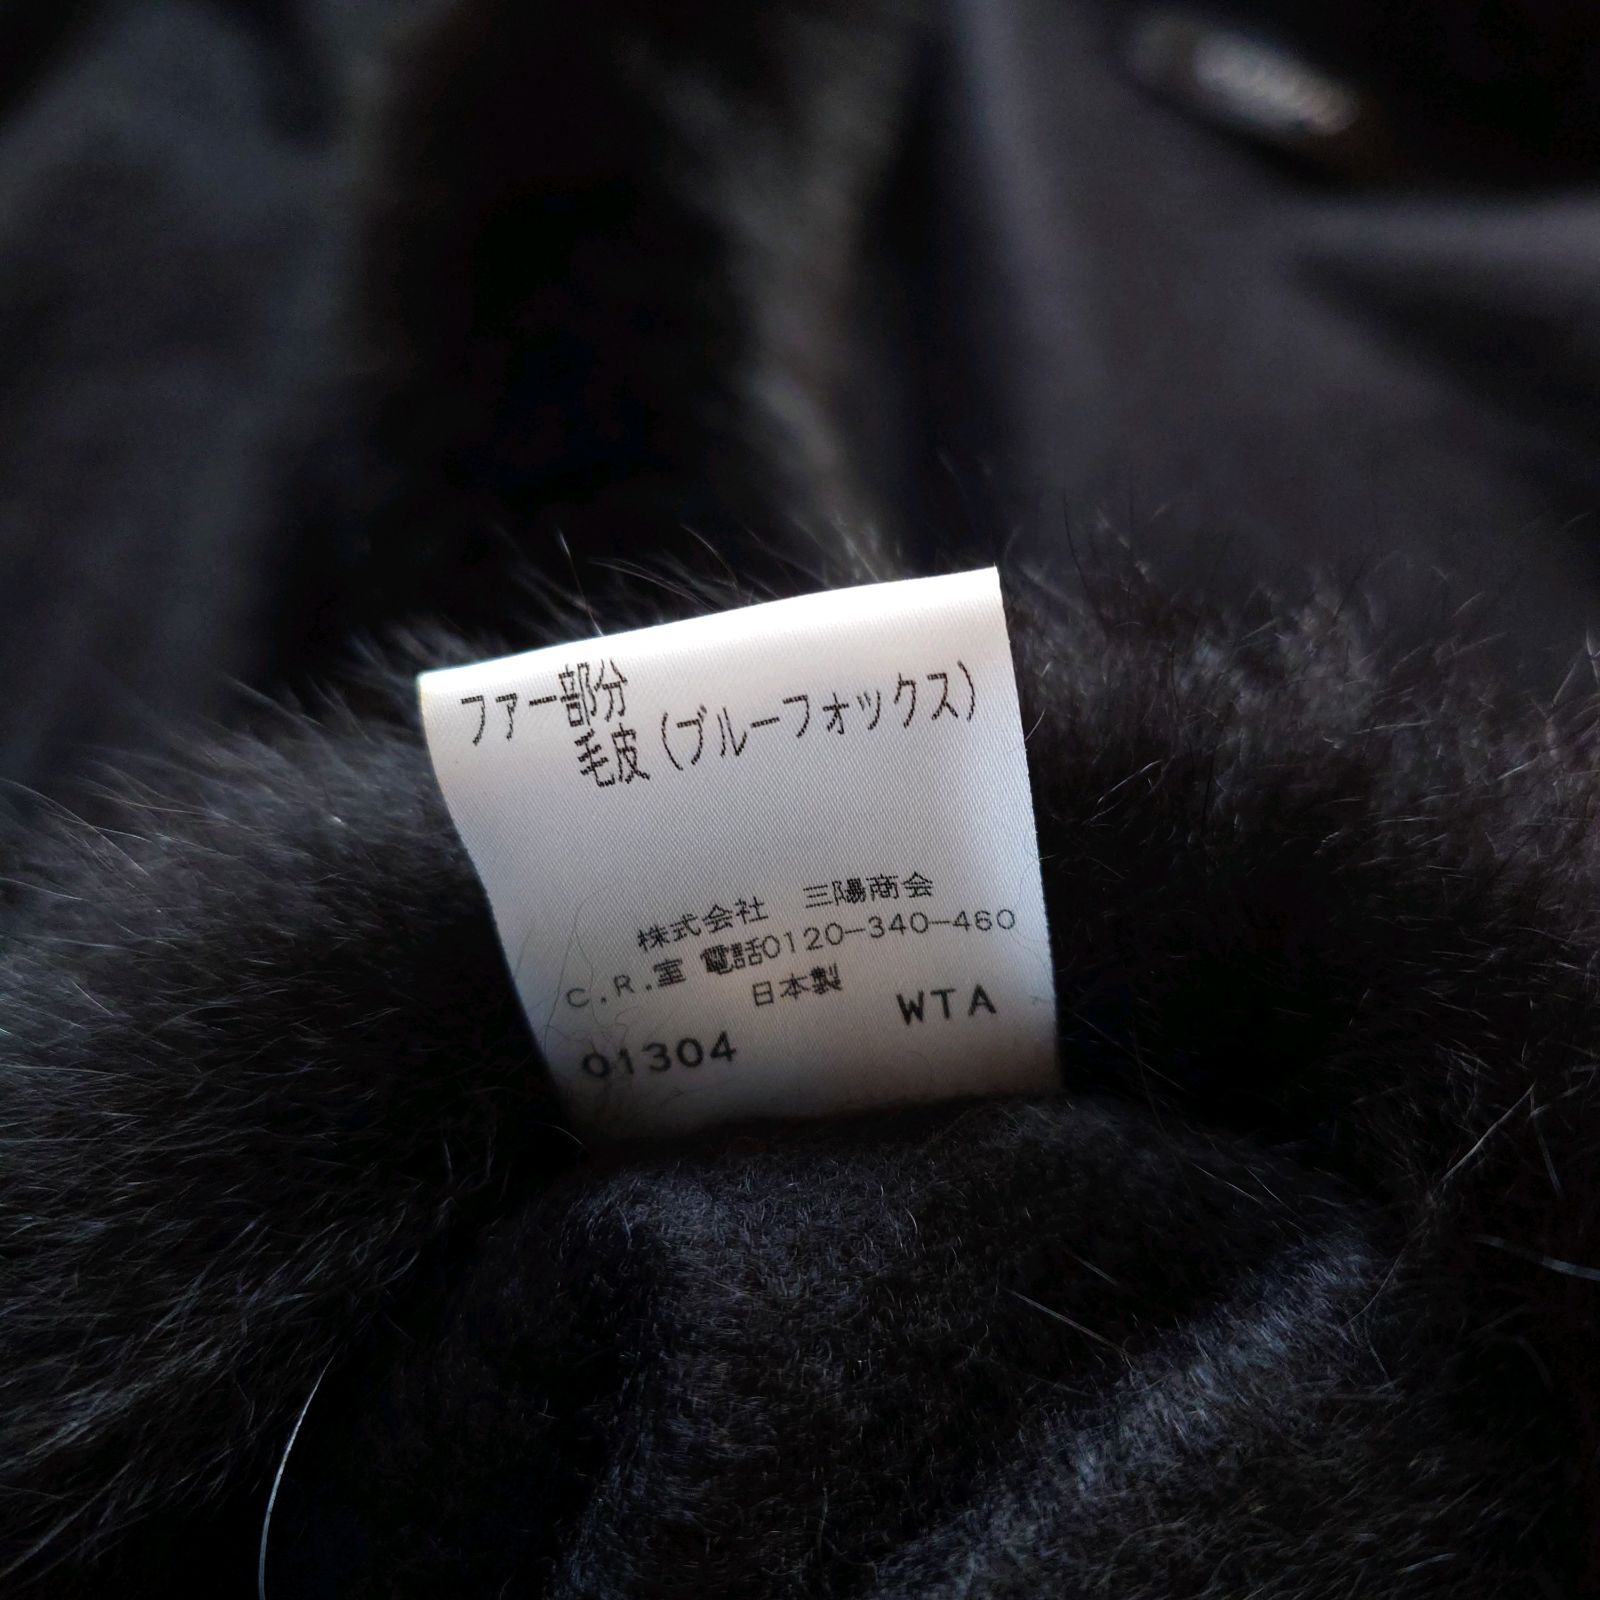 ファー部分
毛皮(ブルーフォックス)
株式会社 三陽商会
C.R.室 電話0120-340-460
日本製
WTA
01304